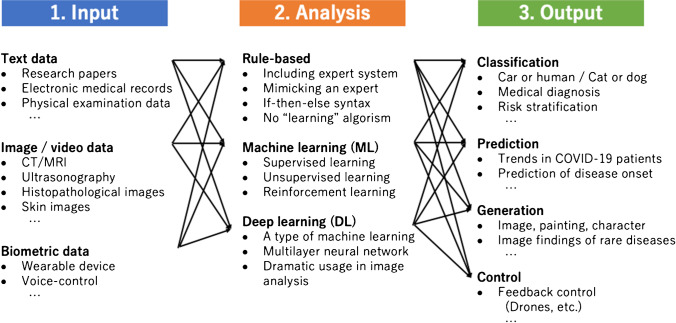 1. Input
Text data
• Research papers
• Electronic medical records
• Physical examination data
…
Image / video data
• CT/MRI
• Ultrasonography
• Histopathological images
• Skin images
…
Biometric data
• Wearable device
• Voice-control
…
2. Analysis
Rule-based
• Including expert system
• Mimicking an expert
• If-then-else syntax
• No “learning” algorism
Machine learning (ML)
• Supervised learning
• Unsupervised learning
• Reinforcement learning
Deep learning (DL)
• A type of machine learning
• Multilayer neural network
• Dramatic usage in image
analysis
3. Output
Classification
• Car or human / Cat or dog
• Medical diagnosis
• Risk stratification
…
Prediction
• Trends in COVID-19 patients
• Prediction of disease onset
…
Generation
• Image, painting, character
• Image findings of rare diseases
…
Control
• Feedback control
(Drones, etc.)
…